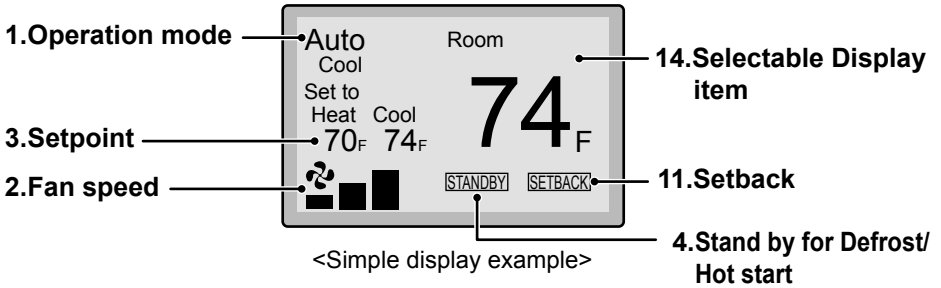 1.Operation mode
Auto
Cool
Room
14.Selectable Display
item
Set to
Heat Cool
3.Setpoint
70F 74F
74F
2.Fan speed
STANDBY SETBACK
11.Setback
4.Stand by for Defrost/
Hot start
<Simple display example>